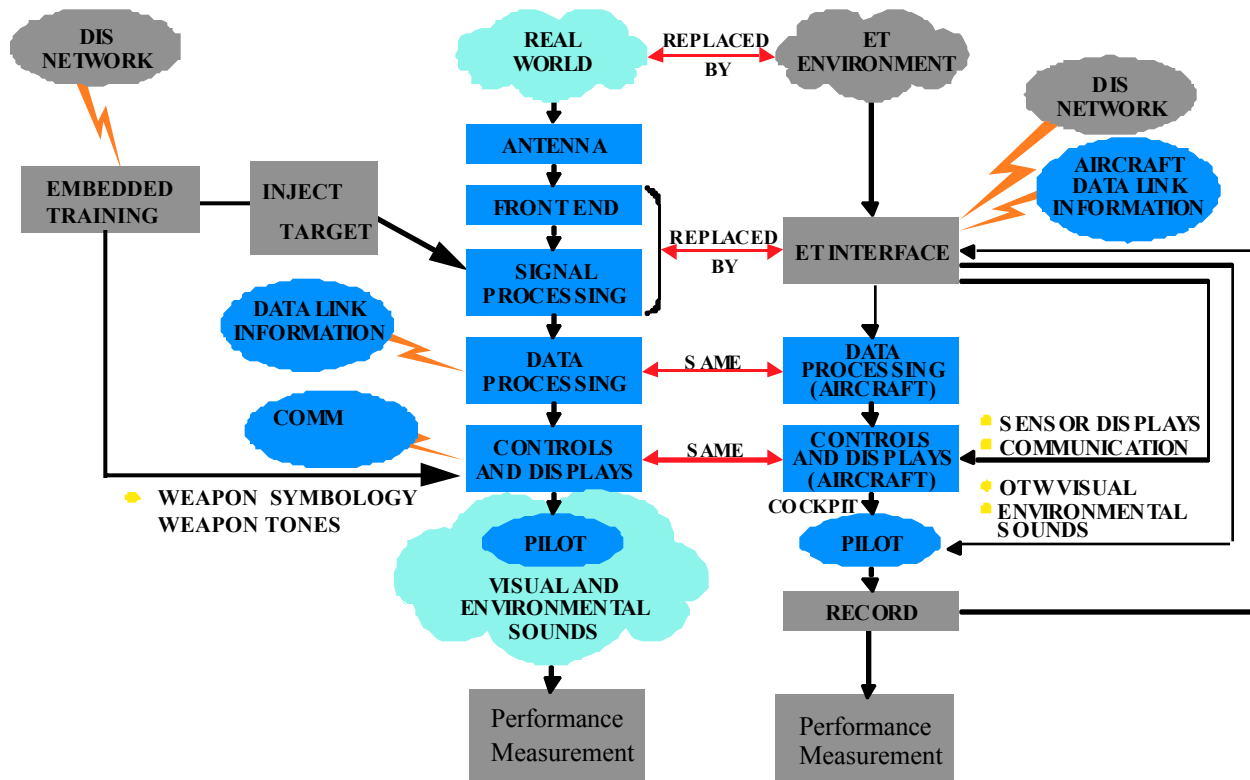 DIS
NETWORK
REAL
WORLD
REPLACED
BY
ET
ENVIRONMENT
DIS
NETWORK
ANTENNA
AIRCRAFT
DATA LINK
INFORMATION
EMBEDDED
TRAINING
INJECT
TARGET
FRONT END
REPLACED
BY
ET INTERFACE
SIGNAL
PROCESSING
DATA LINK
INFORMATION
DATA
PROCESSING
SAME
DATA
PROCESSING
(AIRCRAFT)
COMM
CONTROLS
AND DISPLAYS
SAME
CONTROLS
AND DISPLAYS
(AIRCRAFT)
SENSOR DISPLAYS
COMMUNICATION
WEAPON SYMBOLOGY
WEAPON TONES
COCKPIT
OTW VISUAL
ENVIRONMENTAL
SOUNDS
PILOT
PILOT
VISUAL AND
ENVIRONMENTAL
SOUNDS
RECORD
Performance
Measurement
Performance
Measurement